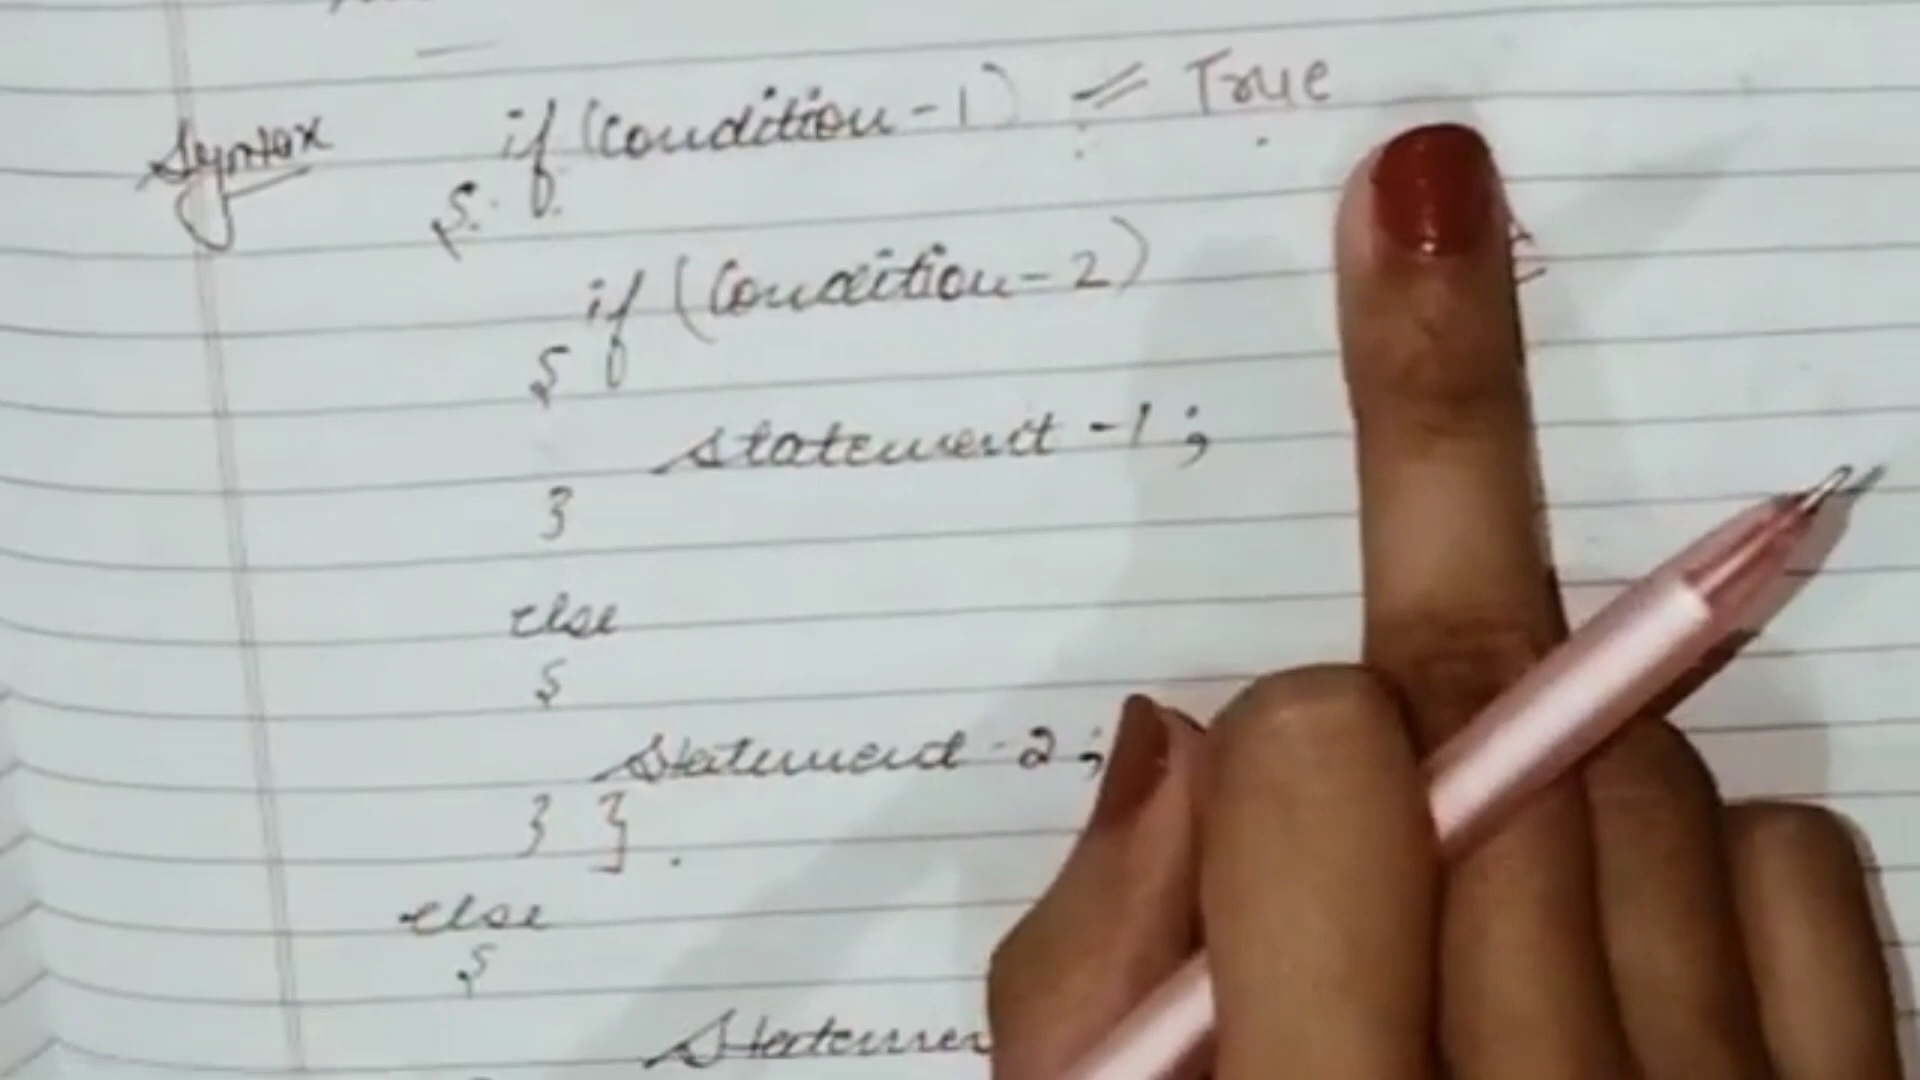 Syntax if (Condition-1) = True
{
if (Condition-2)
{
statement-1;
}
else
{
Statement-2;
} }
else
{